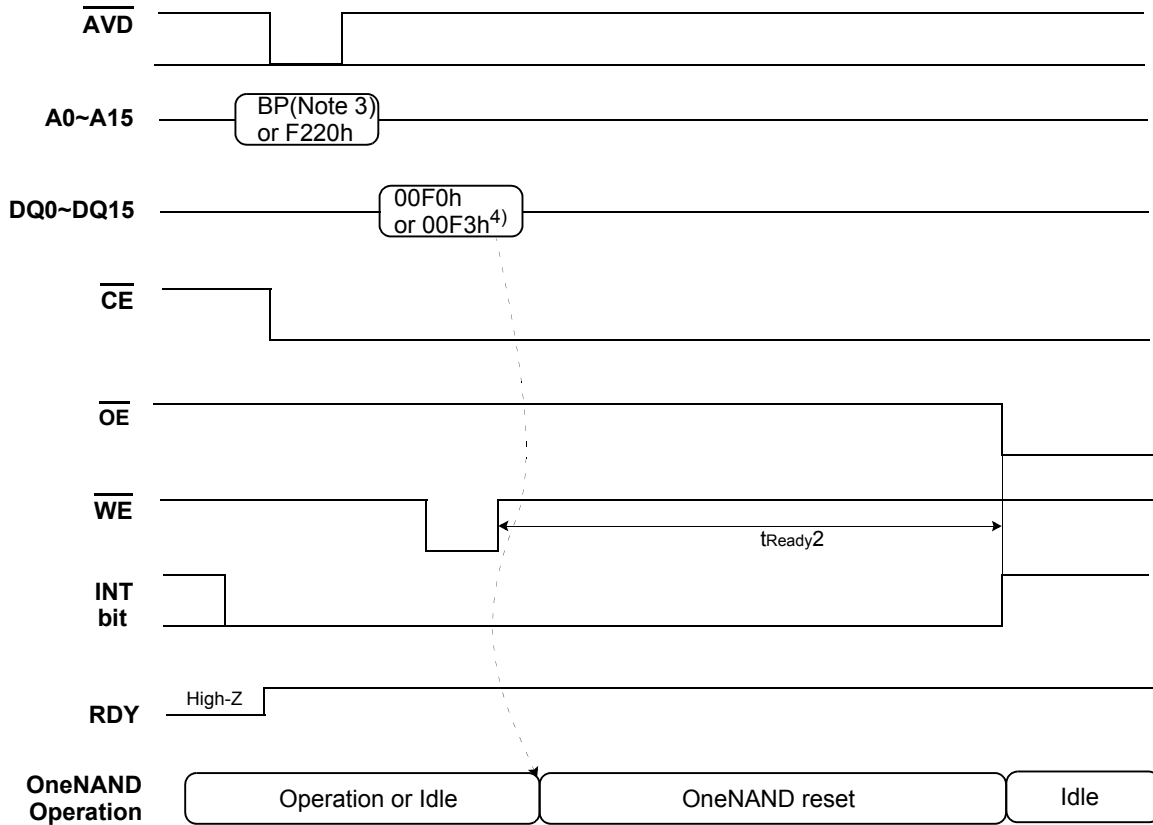 AVD
A0~A15
BP(Note 3)
or F220h
DQ0~DQ15
00F0h
or 00F3h4)
CE
OE
WE
tReady2
INT
bit
High-Z
RDY
OneNAND
Operation
Operation or Idle
OneNAND reset
Idle